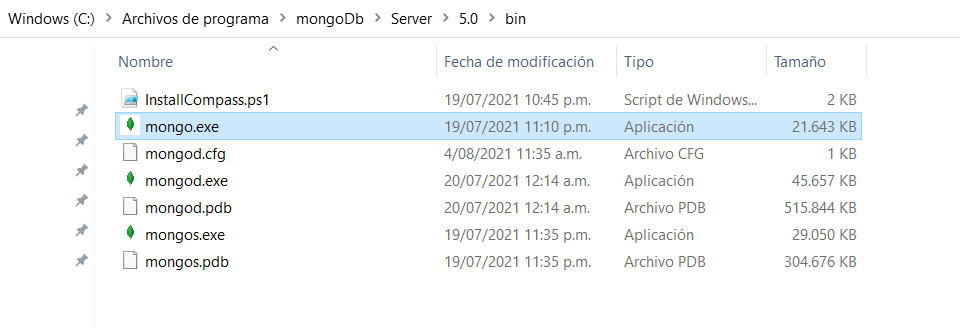 Windows (C:) > Archivos de programa > mongoDb > Server > 5.0 > bin
Nombre Fecha de modificación Tipo Tamaño
InstallCompass.ps1 19/07/2021 10:45 p.m. Script de Windows... 2 KB
mongo.exe 19/07/2021 11:10 p.m. Aplicación 21.643 KB
mongod.cfg 4/08/2021 11:35 a.m. Archivo CFG 1 KB
mongod.exe 20/07/2021 12:14 a.m. Aplicación 45.657 KB
mongod.pdb 20/07/2021 12:14 a.m. Archivo PDB 515.844 KB
mongos.exe 19/07/2021 11:35 p.m. Aplicación 29.050 KB
mongos.pdb 19/07/2021 11:35 p.m. Archivo PDB 304.676 KB